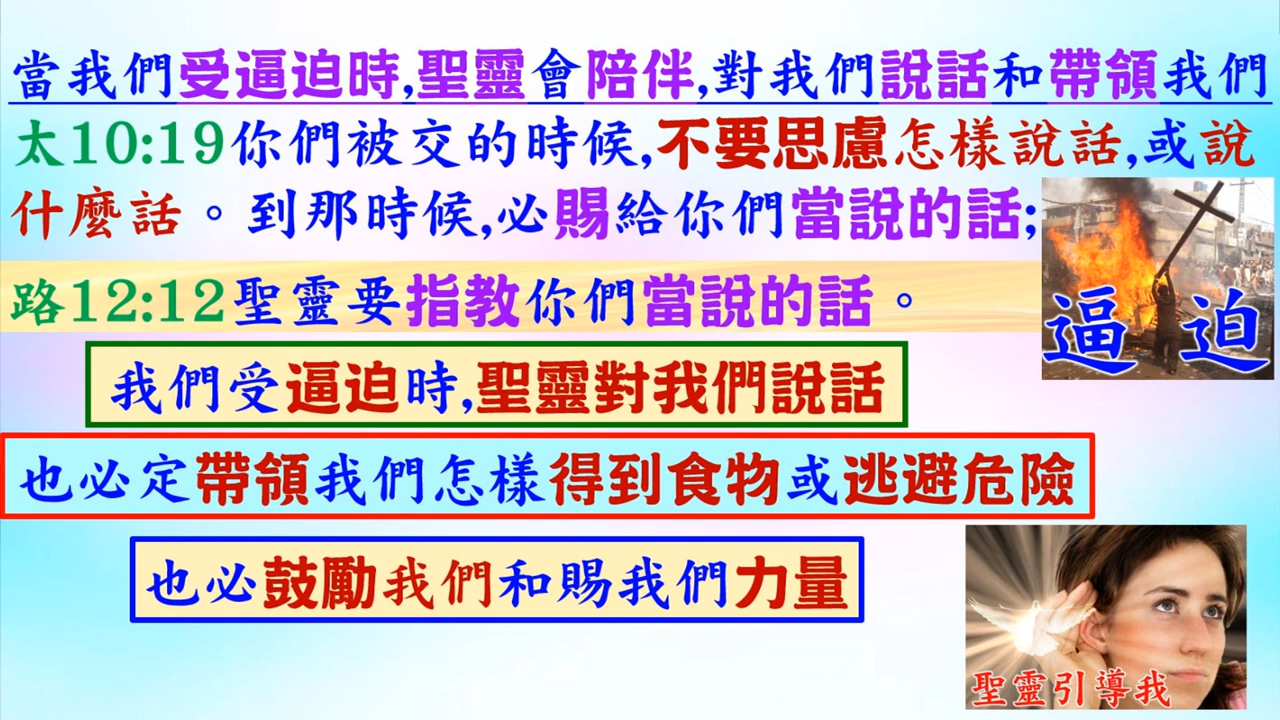 當我們受逼迫時,聖靈會陪伴,對我們說話和帶領我們
太10:19你們被交的時候,不要思慮怎樣說話,或說
什麼話。到那時候,必賜給你們當說的話;
逼迫
路12:12聖靈要指教你們當說的話。
我們受逼迫時,聖靈對我們說話
也必定帶領我們怎樣得到食物或逃避危險
也必鼓勵我們和賜我們力量
聖靈引導我